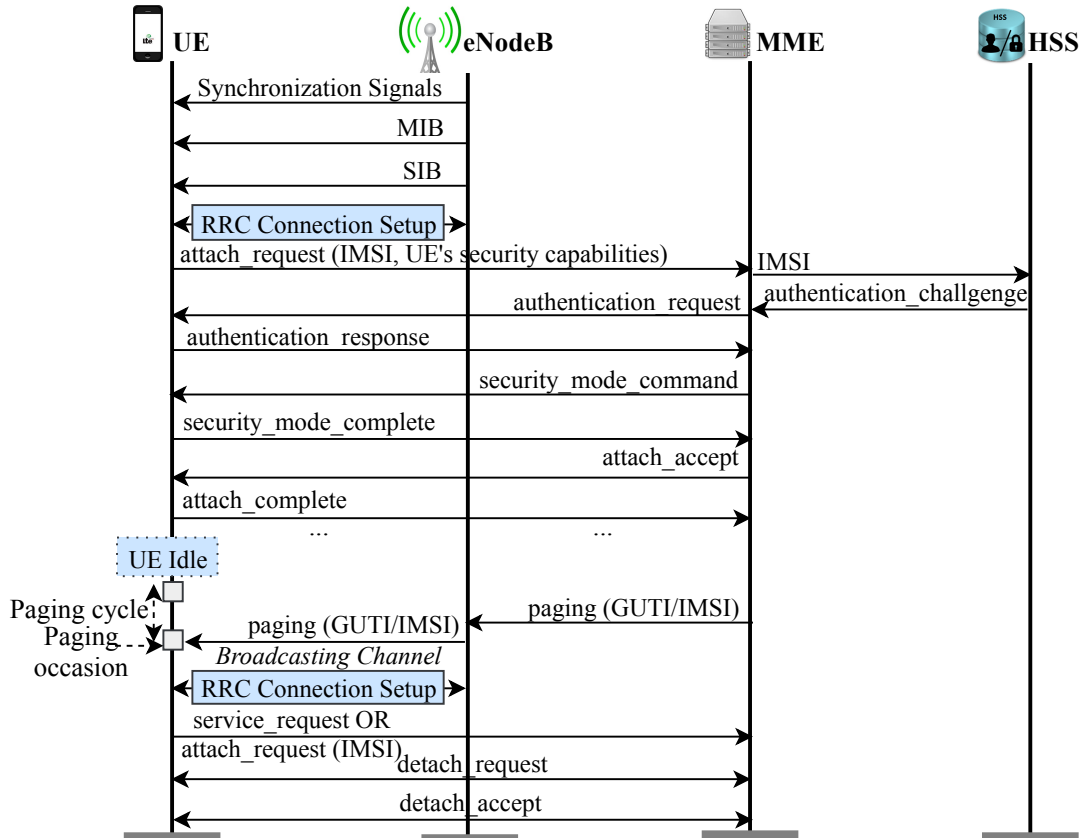 HSS
lte
UE
eNodeB
MME
HSS
Synchronization Signals
MIB
SIB
RRC Connection Setup
attach_request (IMSI, UE's security capabilities)
IMSI
authentication_challgenge
authentication_request
authentication_response
security_mode_command
security_mode_complete
attach_accept
attach_complete
...
...
UE Idle
Paging cycle
paging (GUTI/IMSI)
paging (GUTI/IMSI)
Paging
occasion
Broadcasting Channel
RRC Connection Setup
service_request OR
attach_request (IMSI)
detach_request
detach_accept